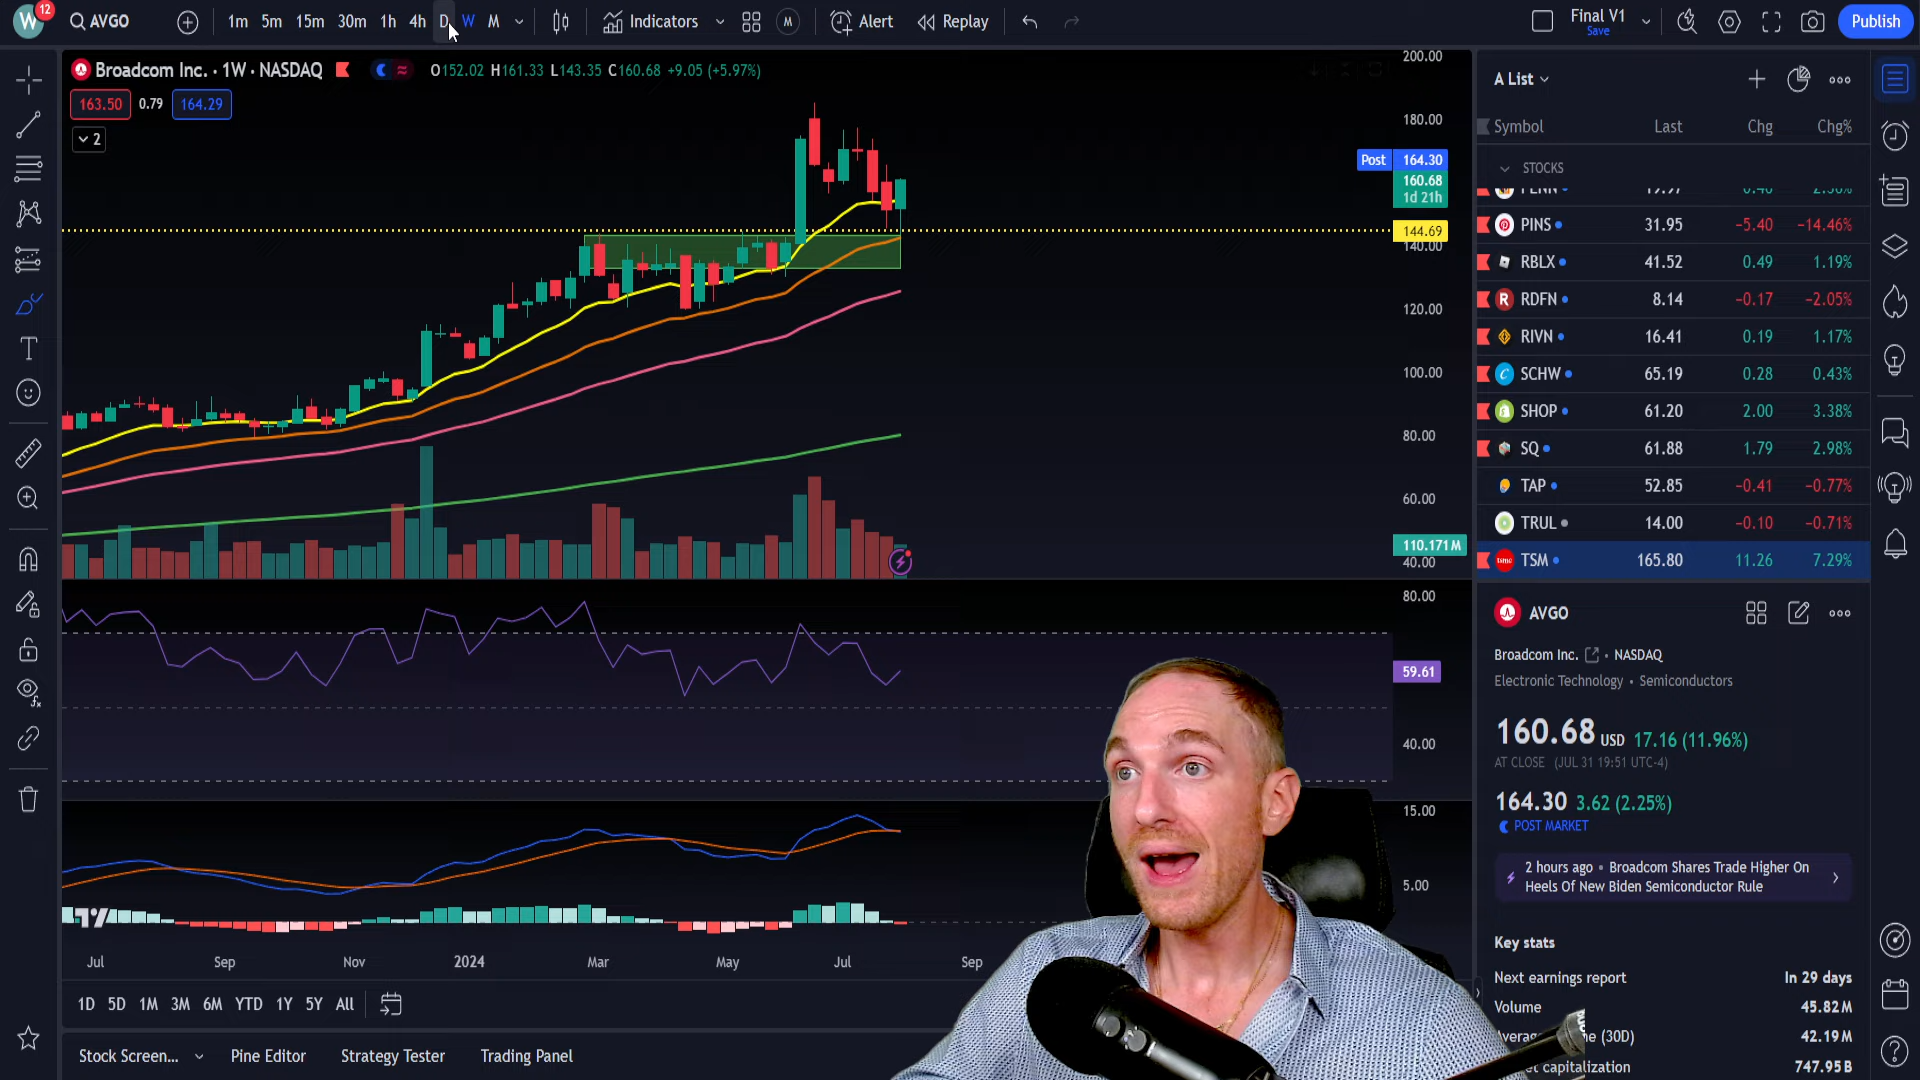 W 12 AVGO 1m 5m 15m 30m 1h 4h D W M Indicators M Alert Replay Final V1 Save Publish
Broadcom Inc. · 1W · NASDAQ O152.02 H161.33 L143.35 C160.68 +9.05 (+5.97%)
163.50 0.79 164.29
2
200.00
180.00
Post 164.30
160.68
1d 21h
144.69
140.00
120.00
100.00
80.00
60.00
110.171M
40.00
80.00
59.61
40.00
15.00
5.00
Jul Sep Nov 2024 Mar May Jul Sep
1D 5D 1M 3M 6M YTD 1Y 5Y All
Stock Screen... Pine Editor Strategy Tester Trading Panel
A List
Symbol Last Chg Chg%
STOCKS
PINS 31.95 −5.40 −14.46%
RBLX 41.52 0.49 1.19%
RDFN 8.14 −0.17 −2.05%
RIVN 16.41 0.19 1.17%
SCHW 65.19 0.28 0.43%
SHOP 61.20 2.00 3.38%
SQ 61.88 1.79 2.98%
TAP 52.85 −0.41 −0.77%
TRUL 14.00 −0.10 −0.71%
TSM 165.80 11.26 7.29%
AVGO
Broadcom Inc. • NASDAQ
Electronic Technology • Semiconductors
160.68 USD 17.16 (11.96%)
AT CLOSE (JUL 31 19:51 UTC-4)
164.30 3.62 (2.25%)
POST MARKET
2 hours ago • Broadcom Shares Trade Higher On
Heels Of New Biden Semiconductor Rule
Key stats
Next earnings report In 29 days
Volume 45.82M
(30D) 42.19M
capitalization 747.95B